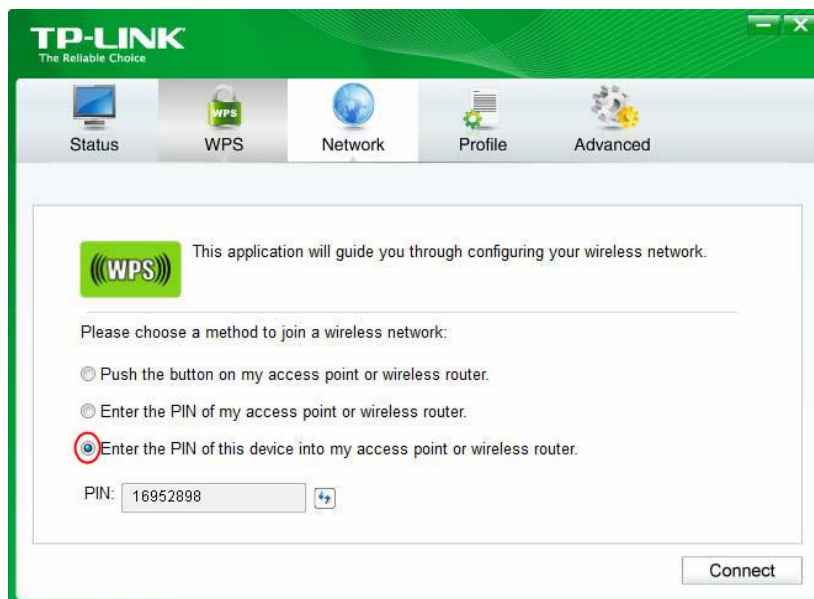 TP-LINK
The Reliable Choice
Status WPS Network Profile Advanced
WPS
This application will guide you through configuring your wireless network.
WPS
Please choose a method to join a wireless network:
Push the button on my access point or wireless router.
Enter the PIN of my access point or wireless router.
Enter the PIN of this device into my access point or wireless router.
PIN: 16952898
Connect